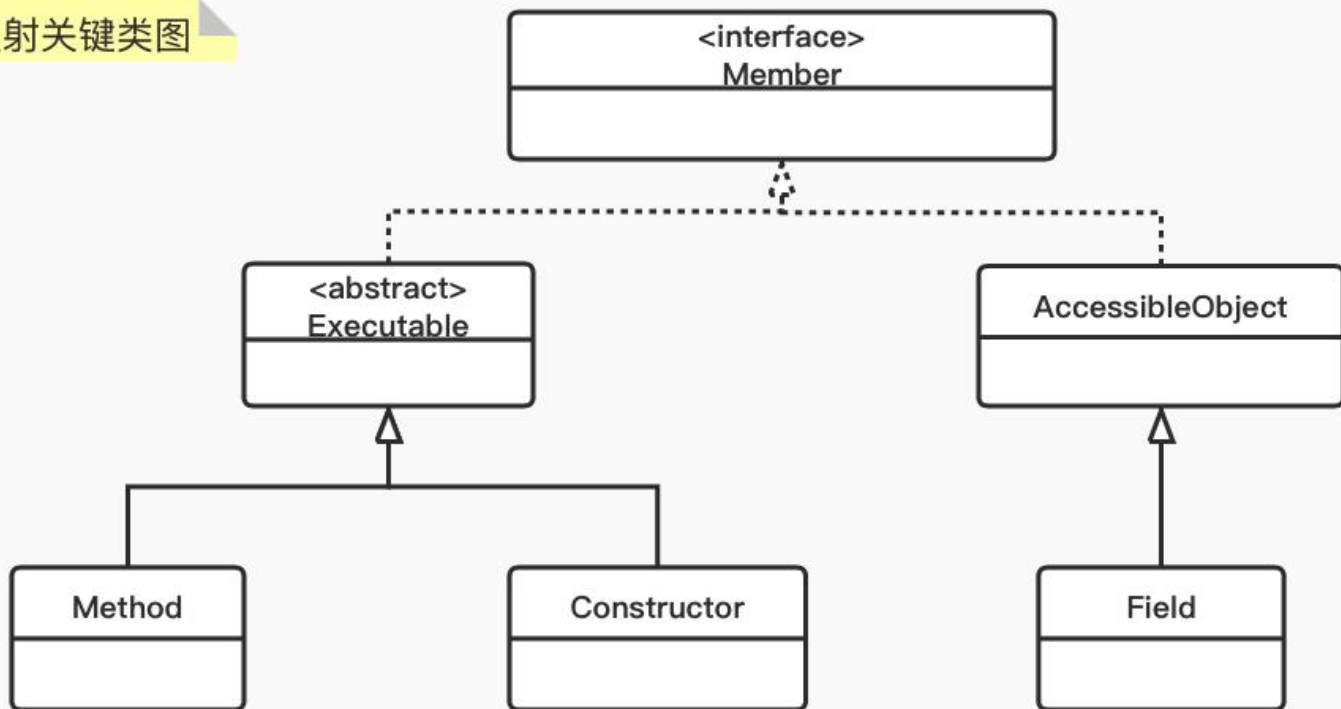 射关键类图
<interface>
Member
<abstract>
Executable
AccessibleObject
Method
Constructor
Field